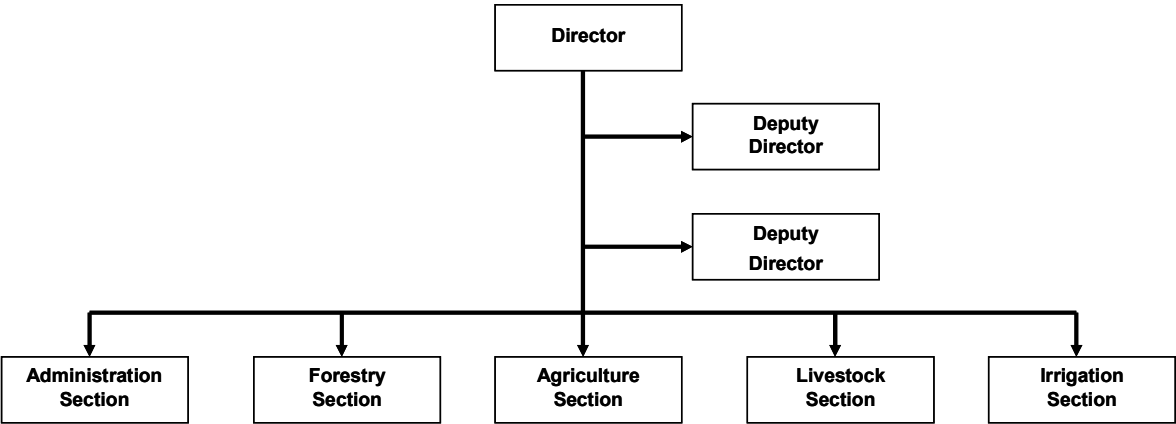 Director
Deputy
Director
Deputy
Director
Administration
Section
Forestry
Section
Agriculture
Section
Livestock
Section
Irrigation
Section